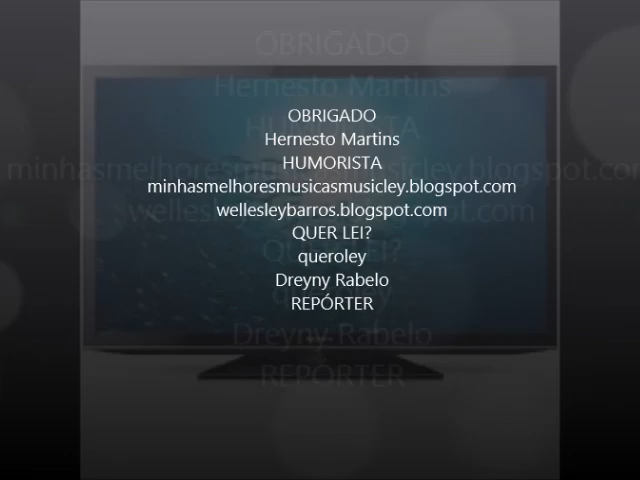 OBRIGADO
Hernesto Martins
HUMORISTA
minhasmelhoresmusicasmusicley.blogspot.com
wellesleybarros.blogspot.com
QUER LEI?
queroley
Dreyny Rabelo
REPÓRTER